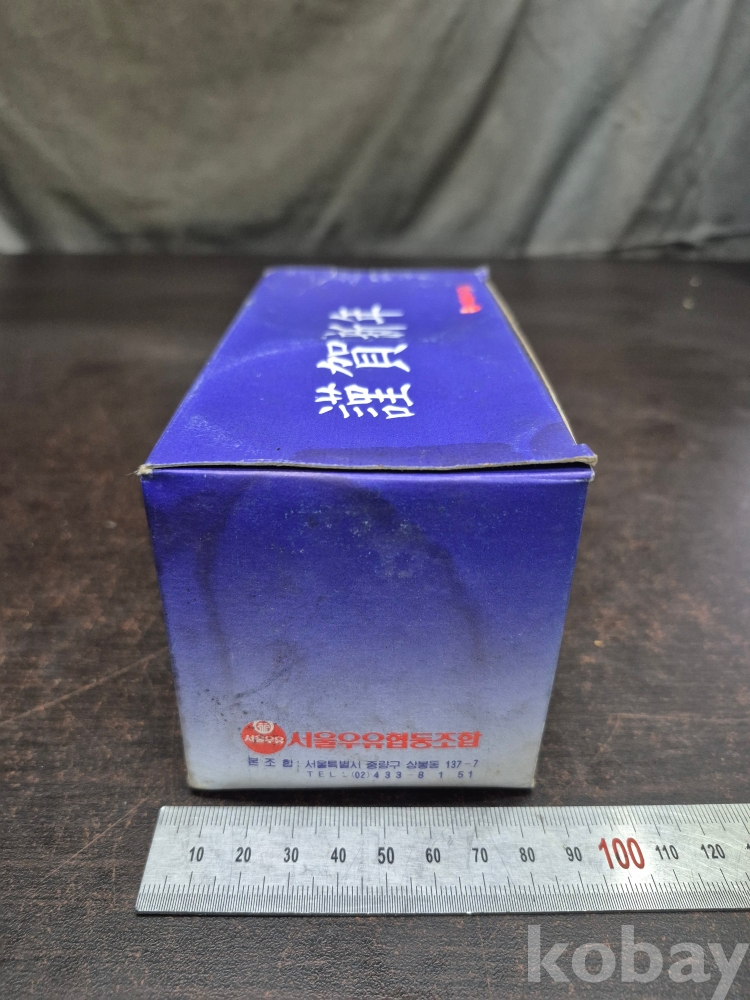 謹賀新年
서울우유 서울우유협동조합
본 조 합 : 서울특별시 중랑구 상봉동 137-7
TEL : (02) 433 - 8151
10 20 30 40 50 60 70 80 90 100 110 120
kobay